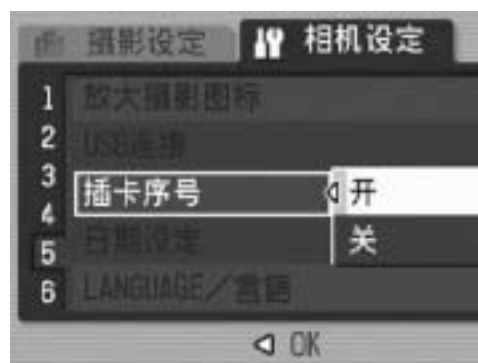 摄影设定 相机设定
1 放大摄影图标
2 USB连接
3 插卡序号 开
4 日期设定 关
5
6 LANGUAGE／言語
OK